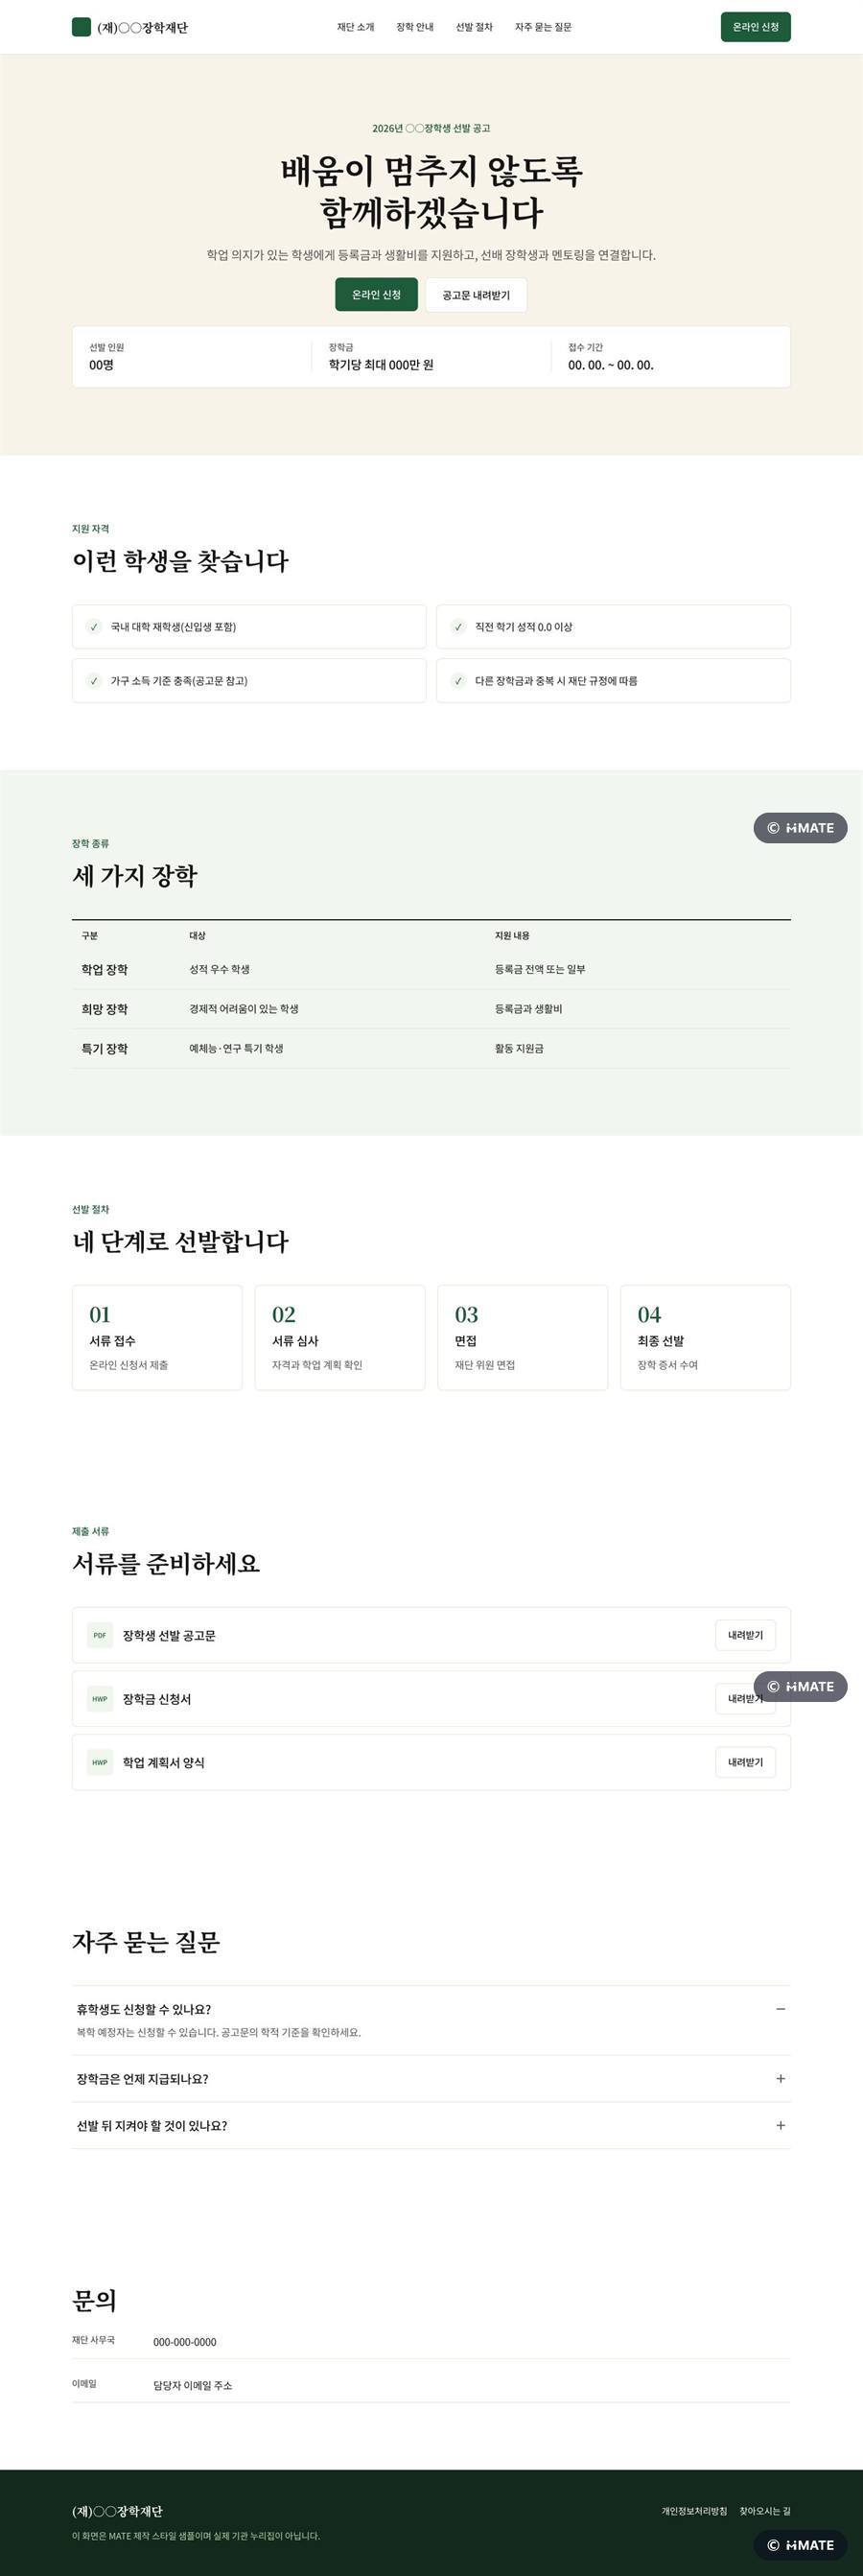 (재)○○장학재단
재단 소개 장학 안내 선발 절차 자주 묻는 질문
온라인 신청
2026년 ○○장학생 선발 공고
배움이 멈추지 않도록
함께하겠습니다
학업 의지가 있는 학생에게 등록금과 생활비를 지원하고, 선배 장학생과 멘토링을 연결합니다.
온라인 신청 공고문 내려받기
선발 인원 장학금 접수 기간
00명 학기당 최대 000만 원 00. 00. ~ 00. 00.
지원 자격
이런 학생을 찾습니다
✓ 국내 대학 재학생(신입생 포함) ✓ 직전 학기 성적 0.0 이상
✓ 가구 소득 기준 충족(공고문 참고) ✓ 다른 장학금과 중복 시 재단 규정에 따름
© MATE
장학 종류
세 가지 장학
구분 대상 지원 내용
학업 장학 성적 우수 학생 등록금 전액 또는 일부
희망 장학 경제적 어려움이 있는 학생 등록금과 생활비
특기 장학 예체능·연구 특기 학생 활동 지원금
선발 절차
네 단계로 선발합니다
01 02 03 04
서류 접수 서류 심사 면접 최종 선발
온라인 신청서 제출 자격과 학업 계획 확인 재단 위원 면접 장학 증서 수여
제출 서류
서류를 준비하세요
PDF 장학생 선발 공고문 내려받기
HWP 장학금 신청서 내려받기
© MATE
HWP 학업 계획서 양식 내려받기
자주 묻는 질문
휴학생도 신청할 수 있나요? −
복학 예정자는 신청할 수 있습니다. 공고문의 학적 기준을 확인하세요.
장학금은 언제 지급되나요? +
선발 뒤 지켜야 할 것이 있나요? +
문의
재단 사무국 000-000-0000
이메일 담당자 이메일 주소
(재)○○장학재단
개인정보처리방침 찾아오시는 길
이 화면은 MATE 제작 스타일 샘플이며 실제 기관 누리집이 아닙니다.
© MATE